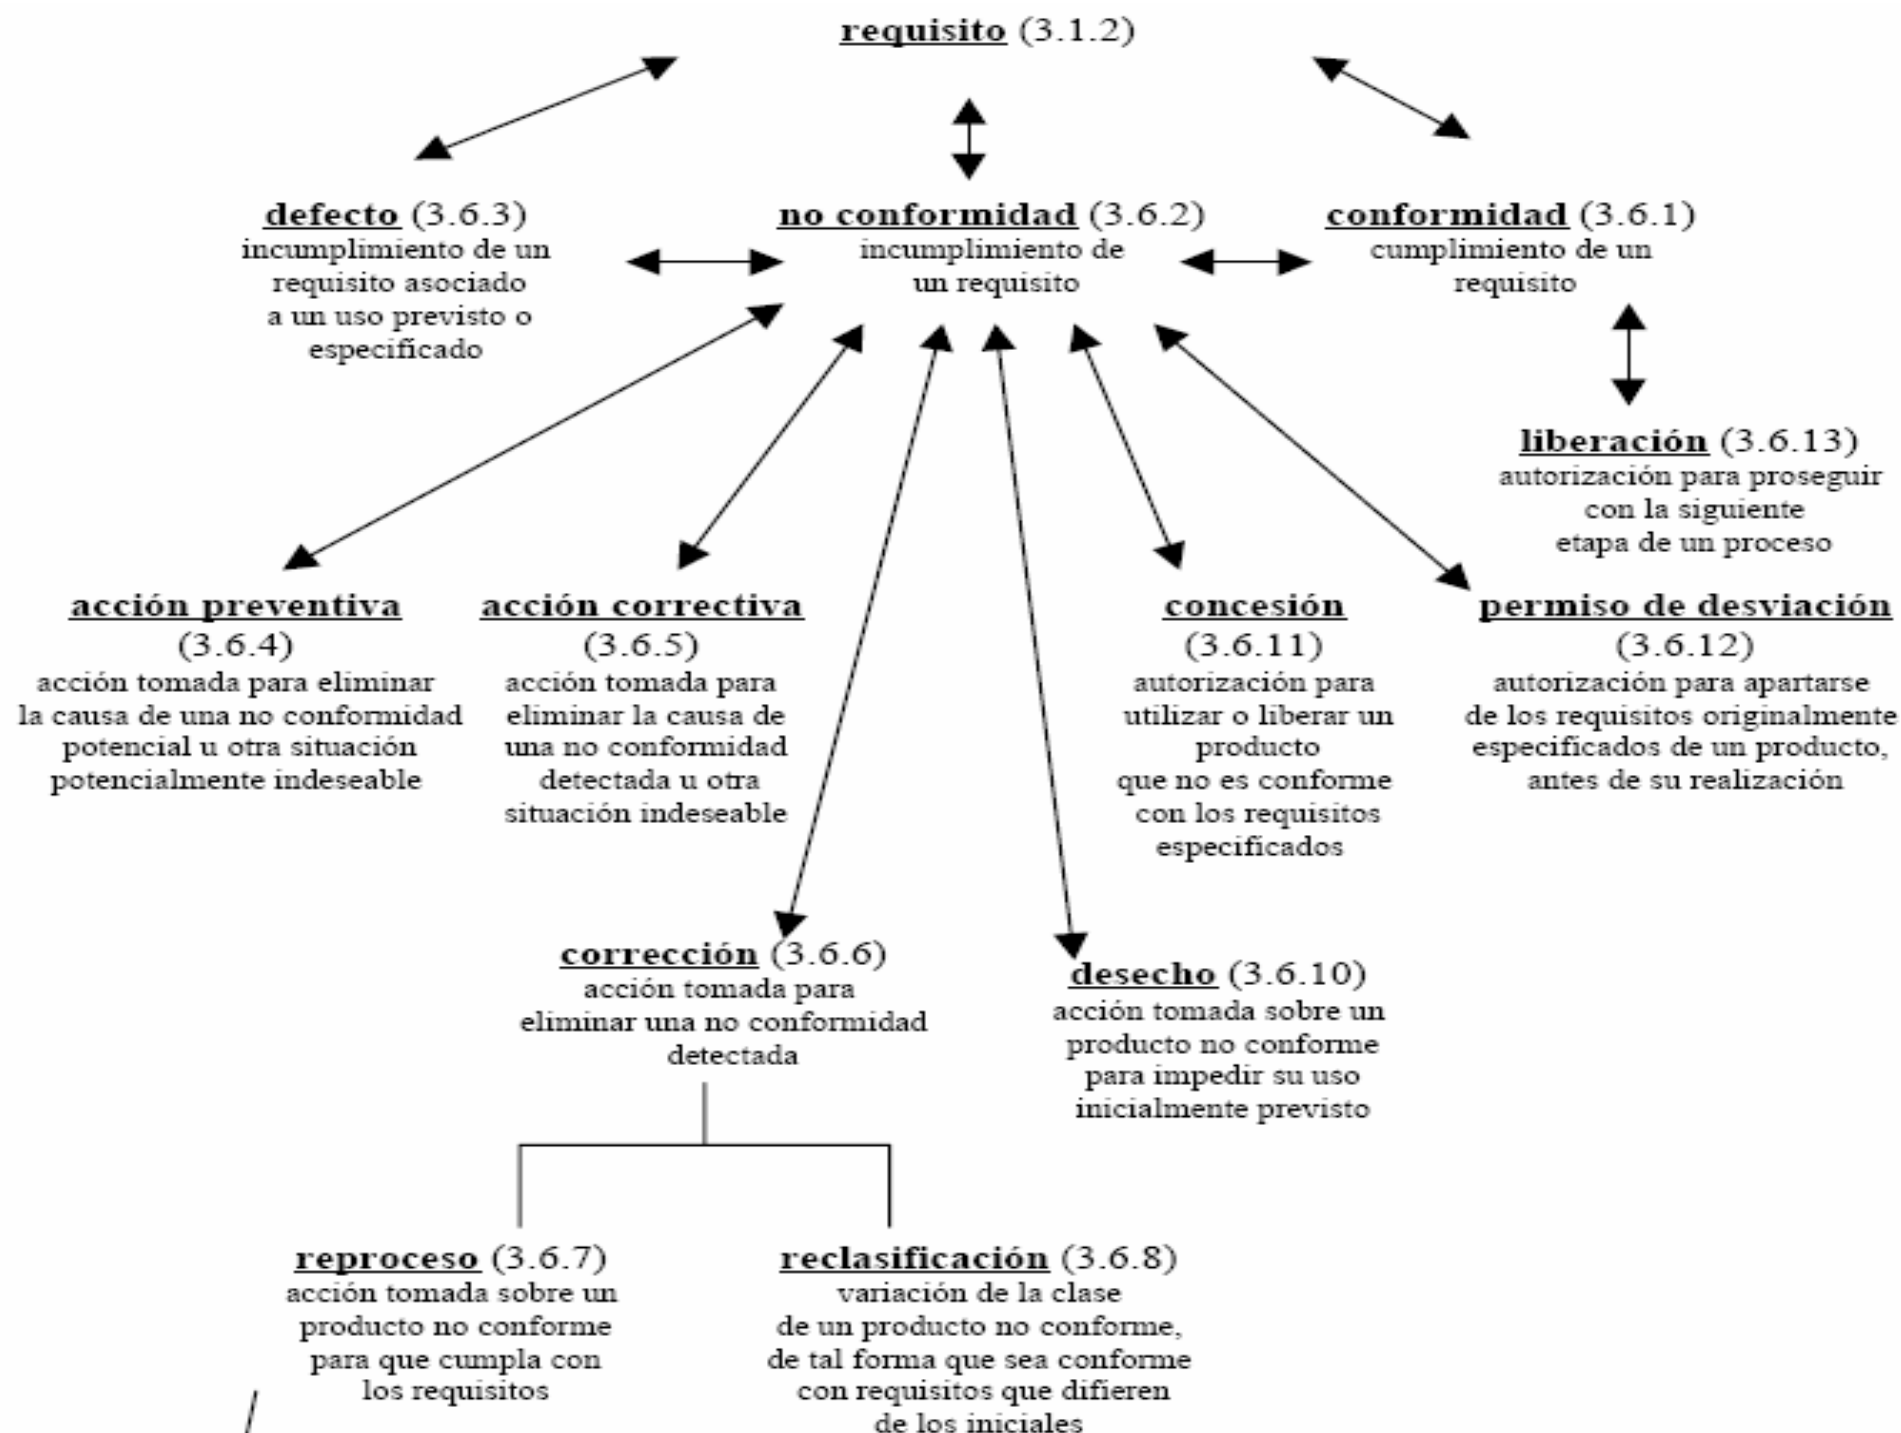 requisito (3.1.2)
defecto (3.6.3)
incumplimiento de un
requisito asociado
a un uso previsto o
especificado
no conformidad (3.6.2)
incumplimiento de
un requisito
conformidad (3.6.1)
cumplimiento de un
requisito
liberación (3.6.13)
autorización para proseguir
con la siguiente
etapa de un proceso
acción preventiva
(3.6.4)
acción tomada para eliminar
la causa de una no conformidad
potencial u otra situación
potencialmente indeseable
acción correctiva
(3.6.5)
acción tomada para
eliminar la causa de
una no conformidad
detectada u otra
situación indeseable
concesión
(3.6.11)
autorización para
utilizar o liberar un
producto
que no es conforme
con los requisitos
especificados
permiso de desviación
(3.6.12)
autorización para apartarse
de los requisitos originalmente
especificados de un producto,
antes de su realización
corrección (3.6.6)
acción tomada para
eliminar una no conformidad
detectada
desecho (3.6.10)
acción tomada sobre un
producto no conforme
para impedir su uso
inicialmente previsto
reproceso (3.6.7)
acción tomada sobre un
producto no conforme
para que cumpla con
los requisitos
reclasificación (3.6.8)
variación de la clase
de un producto no conforme,
de tal forma que sea conforme
con requisitos que difieren
de los iniciales